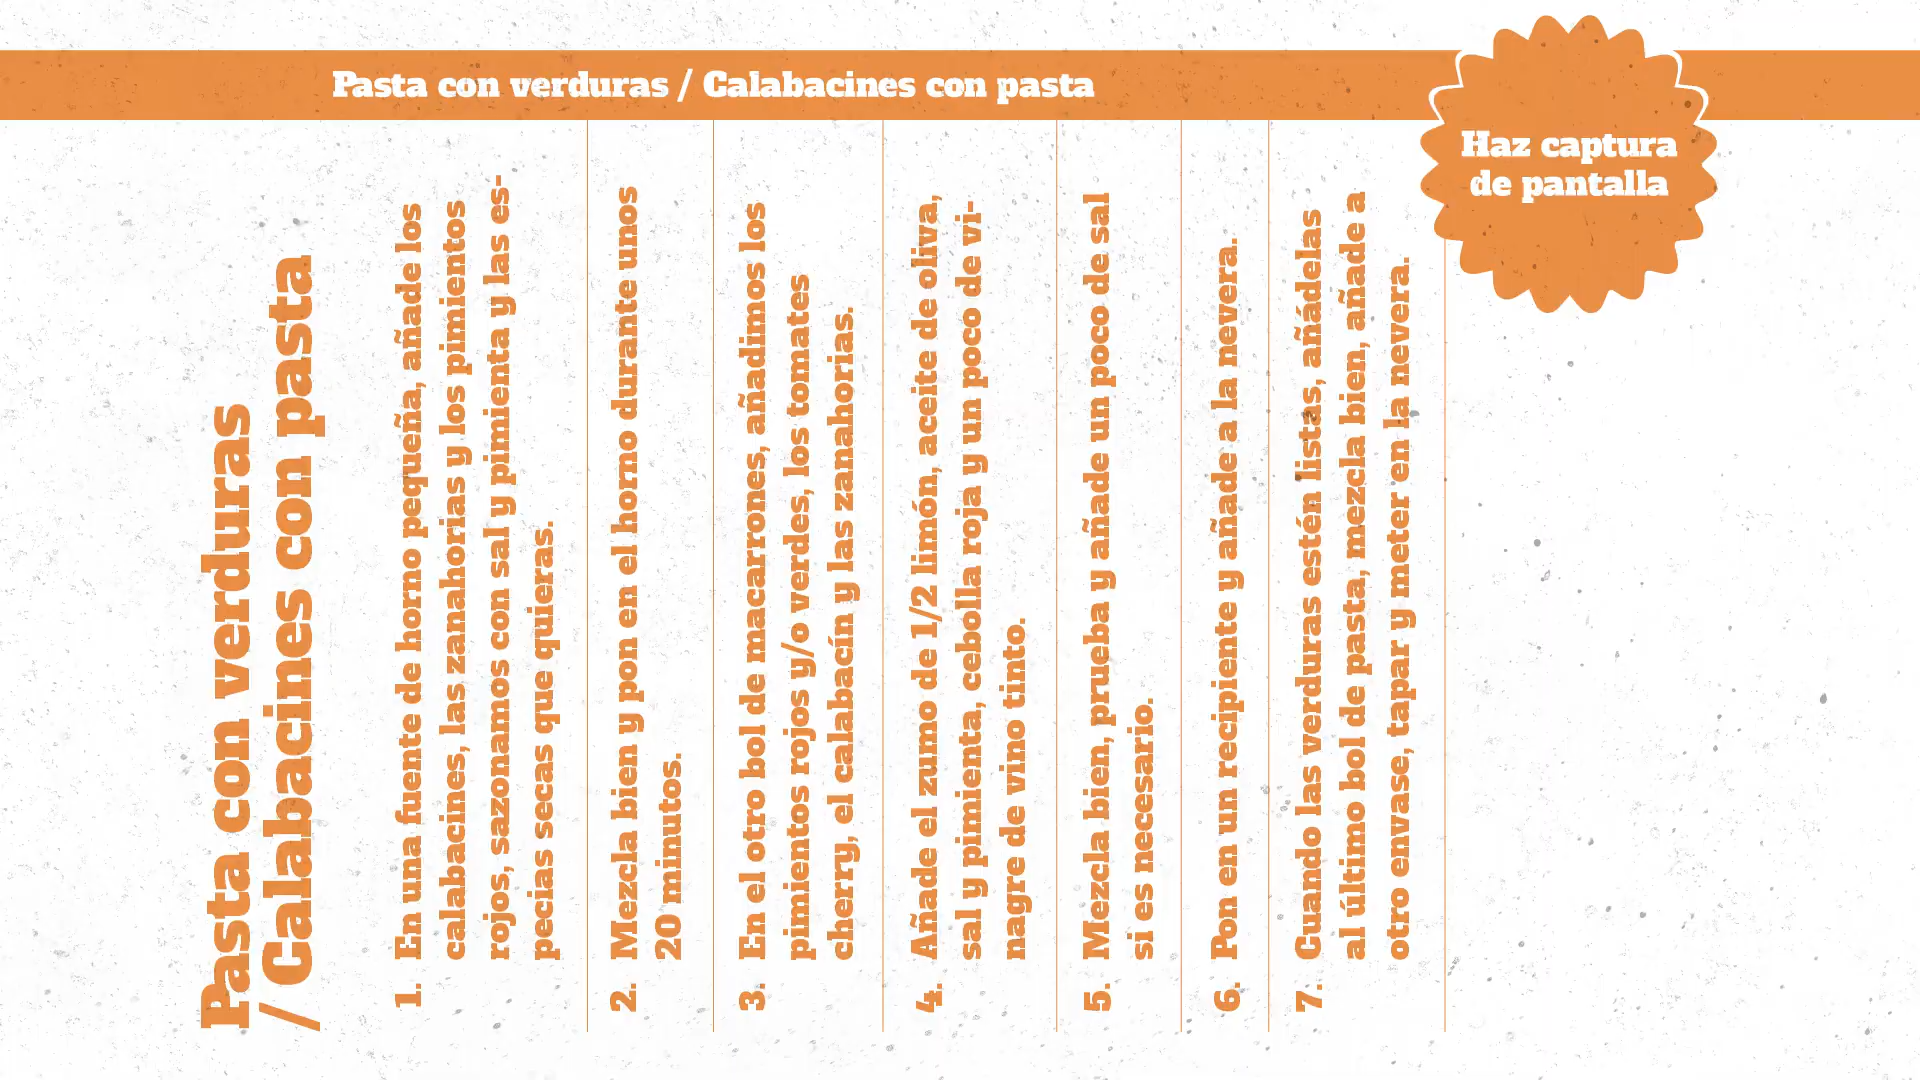 Pasta con verduras / Calabacines con pasta
Haz captura
de pantalla
Pasta con verduras
/ Calabacines con pasta
1. En una fuente de horno pequeña, añade los
calabacines, las zanahorias y los pimientos
rojos, sazonamos con sal y pimienta y las es-
pecias secas que quieras.
2. Mezcla bien y pon en el horno durante unos
20 minutos.
3. En el otro bol de macarrones, añadimos los
pimientos rojos y/o verdes, los tomates
cherry, el calabacín y las zanahorias.
4. Añade el zumo de 1/2 limón, aceite de oliva,
sal y pimienta, cebolla roja y un poco de vi-
nagre de vino tinto.
5. Mezcla bien, prueba y añade un poco de sal
si es necesario.
6. Pon en un recipiente y añade a la nevera.
7. Cuando las verduras estén listas, añádelas
al último bol de pasta, mezcla bien, añade a
otro envase, tapar y meter en la nevera.